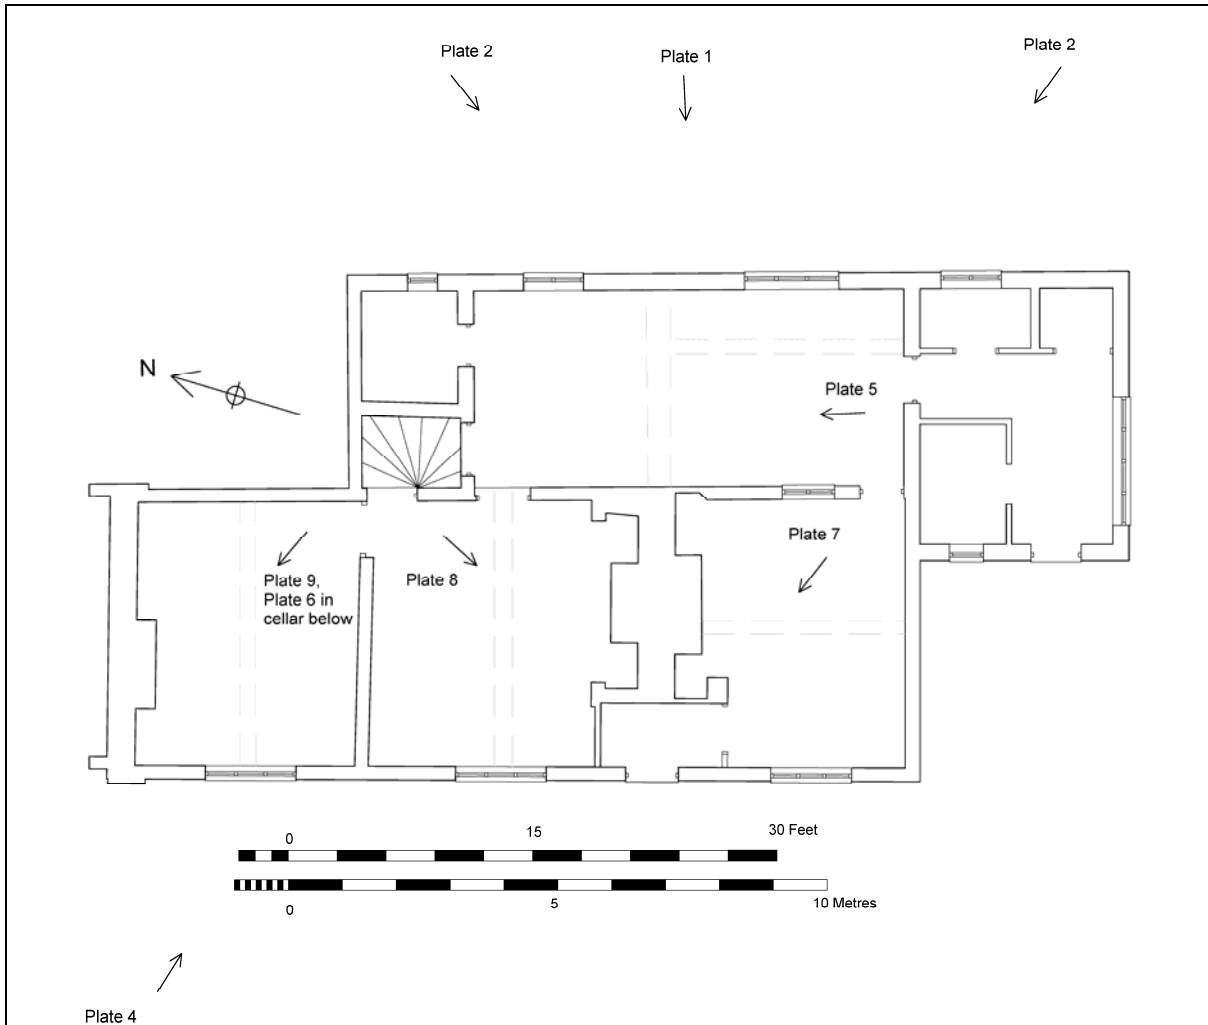 Plate 2
Plate 1
Plate 2
N
Plate 5
Plate 7
Plate 9,
Plate 6 in
cellar below
Plate 8
0
15
30 Feet
0
5
10 Metres
Plate 4